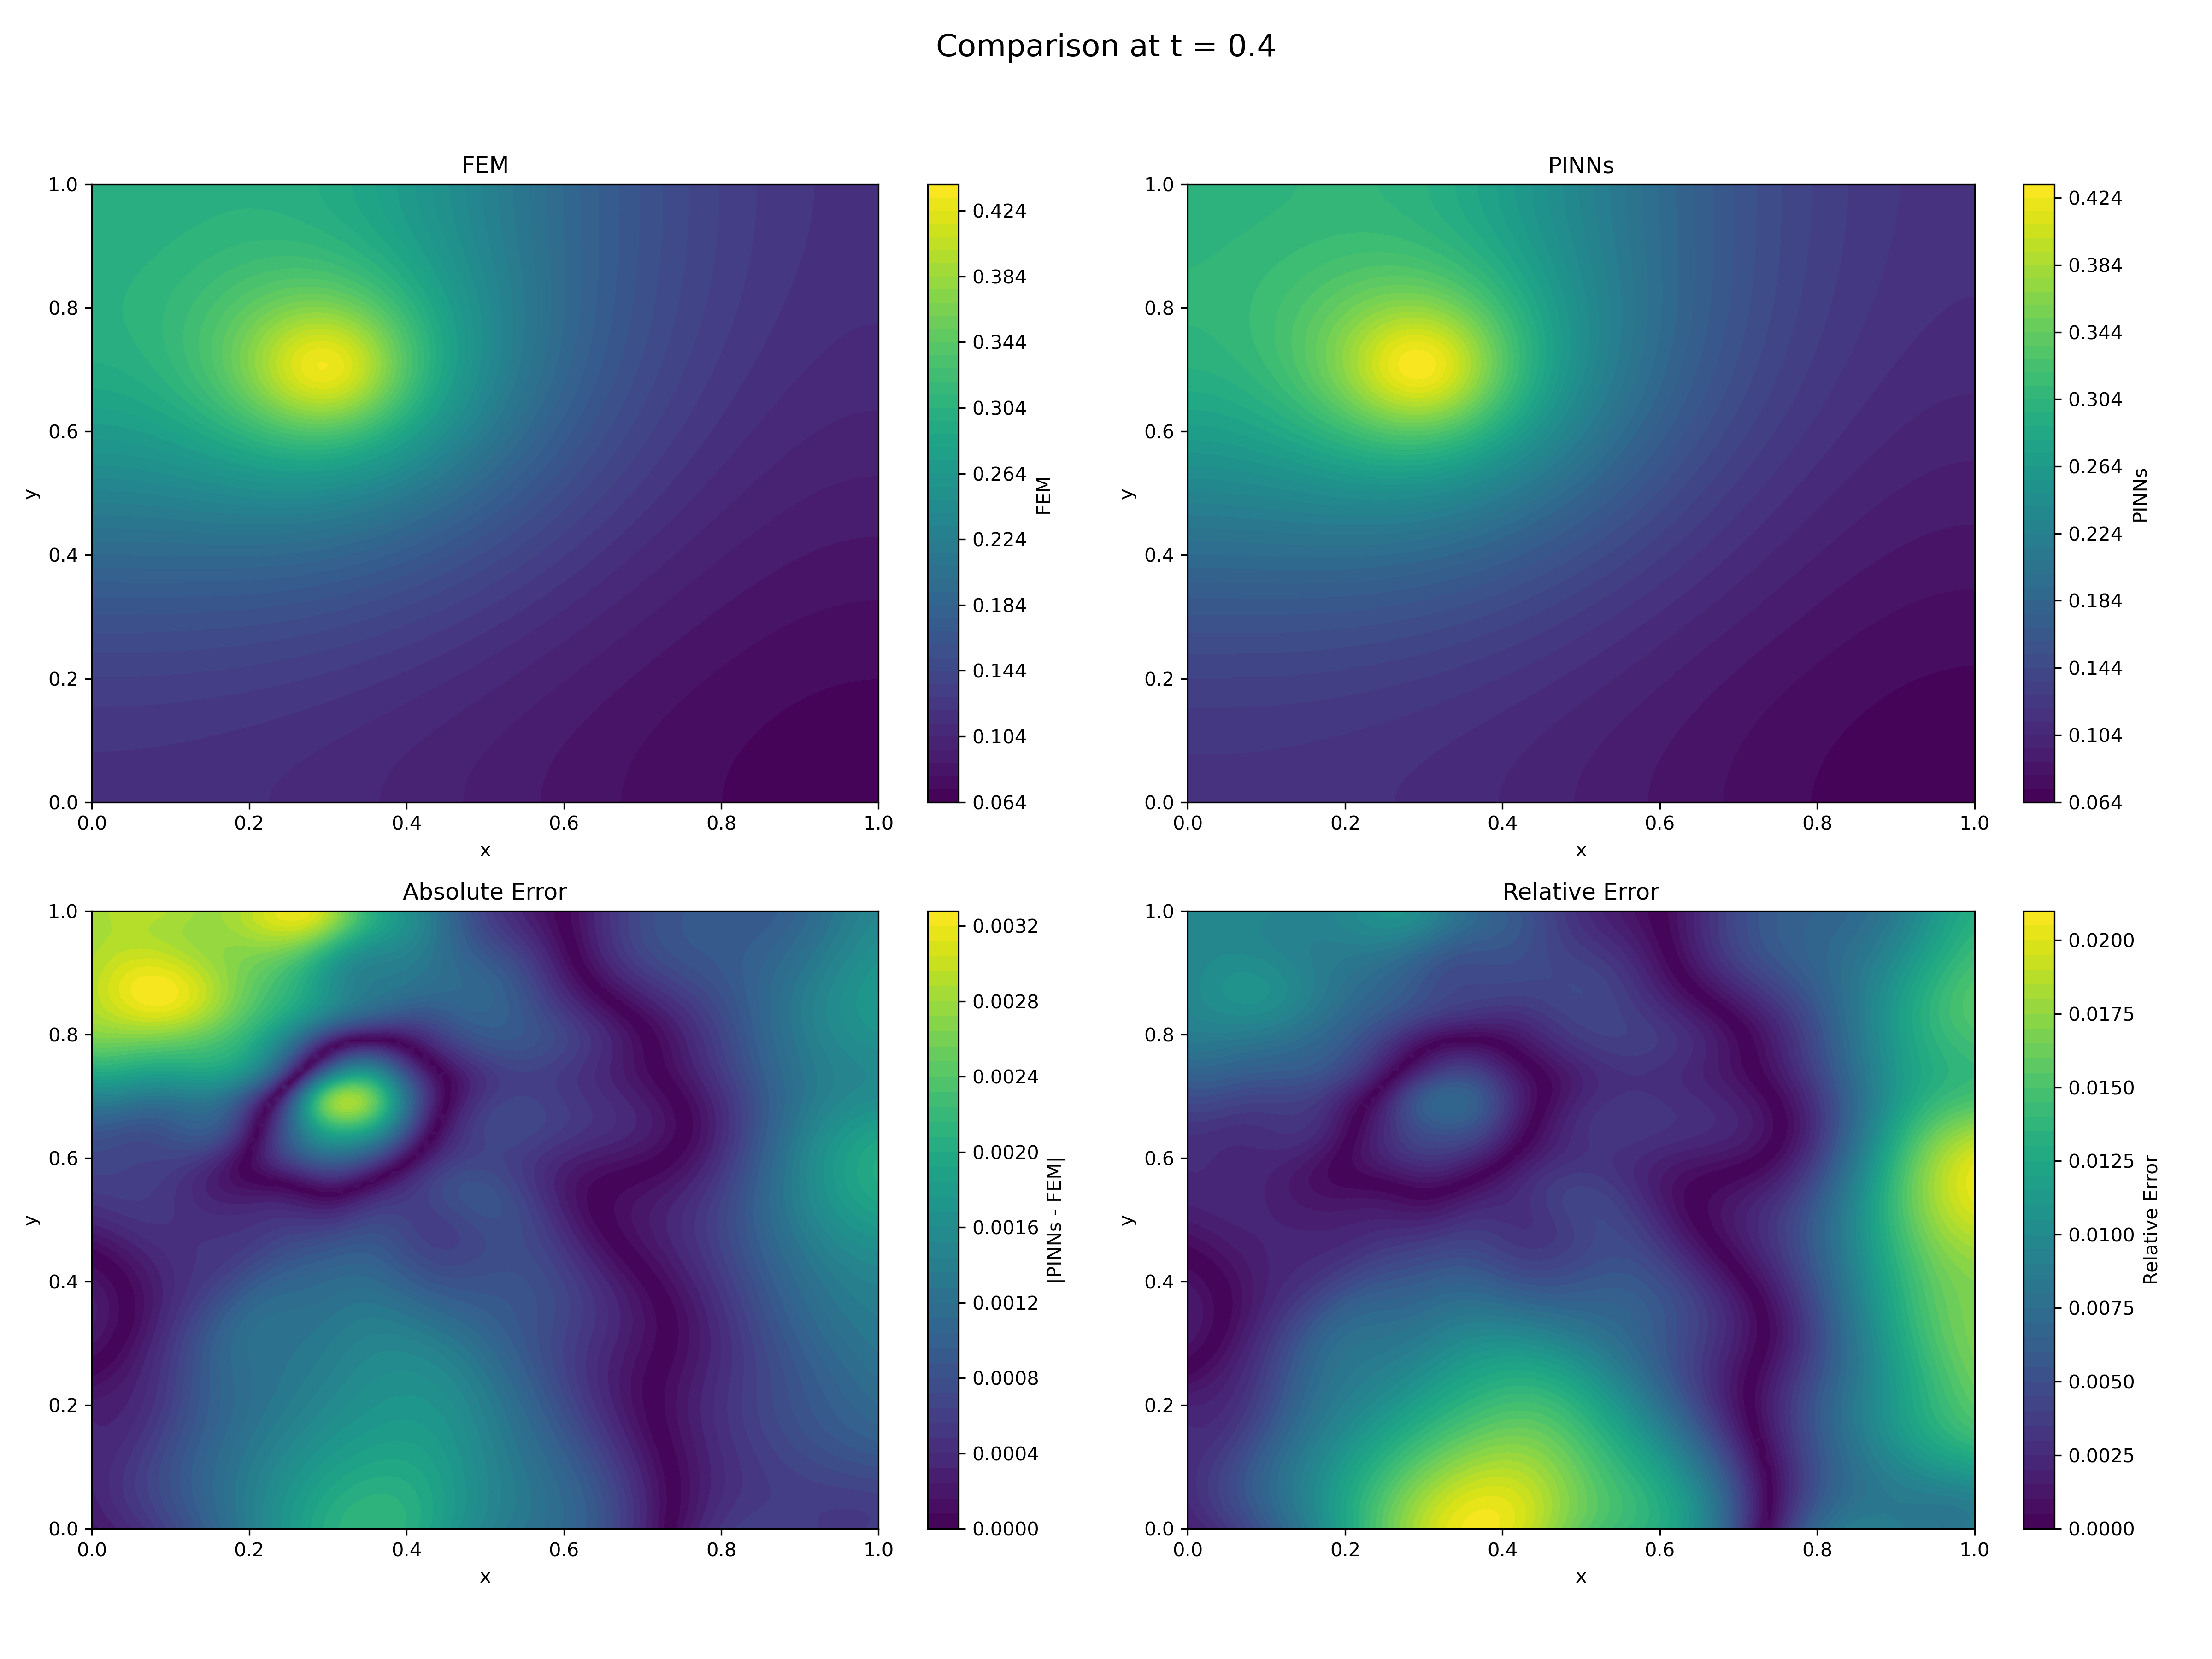 Comparison at t = 0.4
FEM
1.0
0.8
0.6
0.4
0.2
0.0
y
0.0 0.2 0.4 0.6 0.8 1.0
x
0.424
0.384
0.344
0.304
0.264
0.224
0.184
0.144
0.104
0.064
FEM
PINNs
1.0
0.8
0.6
0.4
0.2
0.0
y
0.0 0.2 0.4 0.6 0.8 1.0
x
0.424
0.384
0.344
0.304
0.264
0.224
0.184
0.144
0.104
0.064
PINNs
Absolute Error
1.0
0.8
0.6
0.4
0.2
0.0
y
0.0 0.2 0.4 0.6 0.8 1.0
x
0.0032
0.0028
0.0024
0.0020
0.0016
0.0012
0.0008
0.0004
0.0000
|PINNs - FEM|
Relative Error
1.0
0.8
0.6
0.4
0.2
0.0
y
0.0 0.2 0.4 0.6 0.8 1.0
x
0.0200
0.0175
0.0150
0.0125
0.0100
0.0075
0.0050
0.0025
0.0000
Relative Error